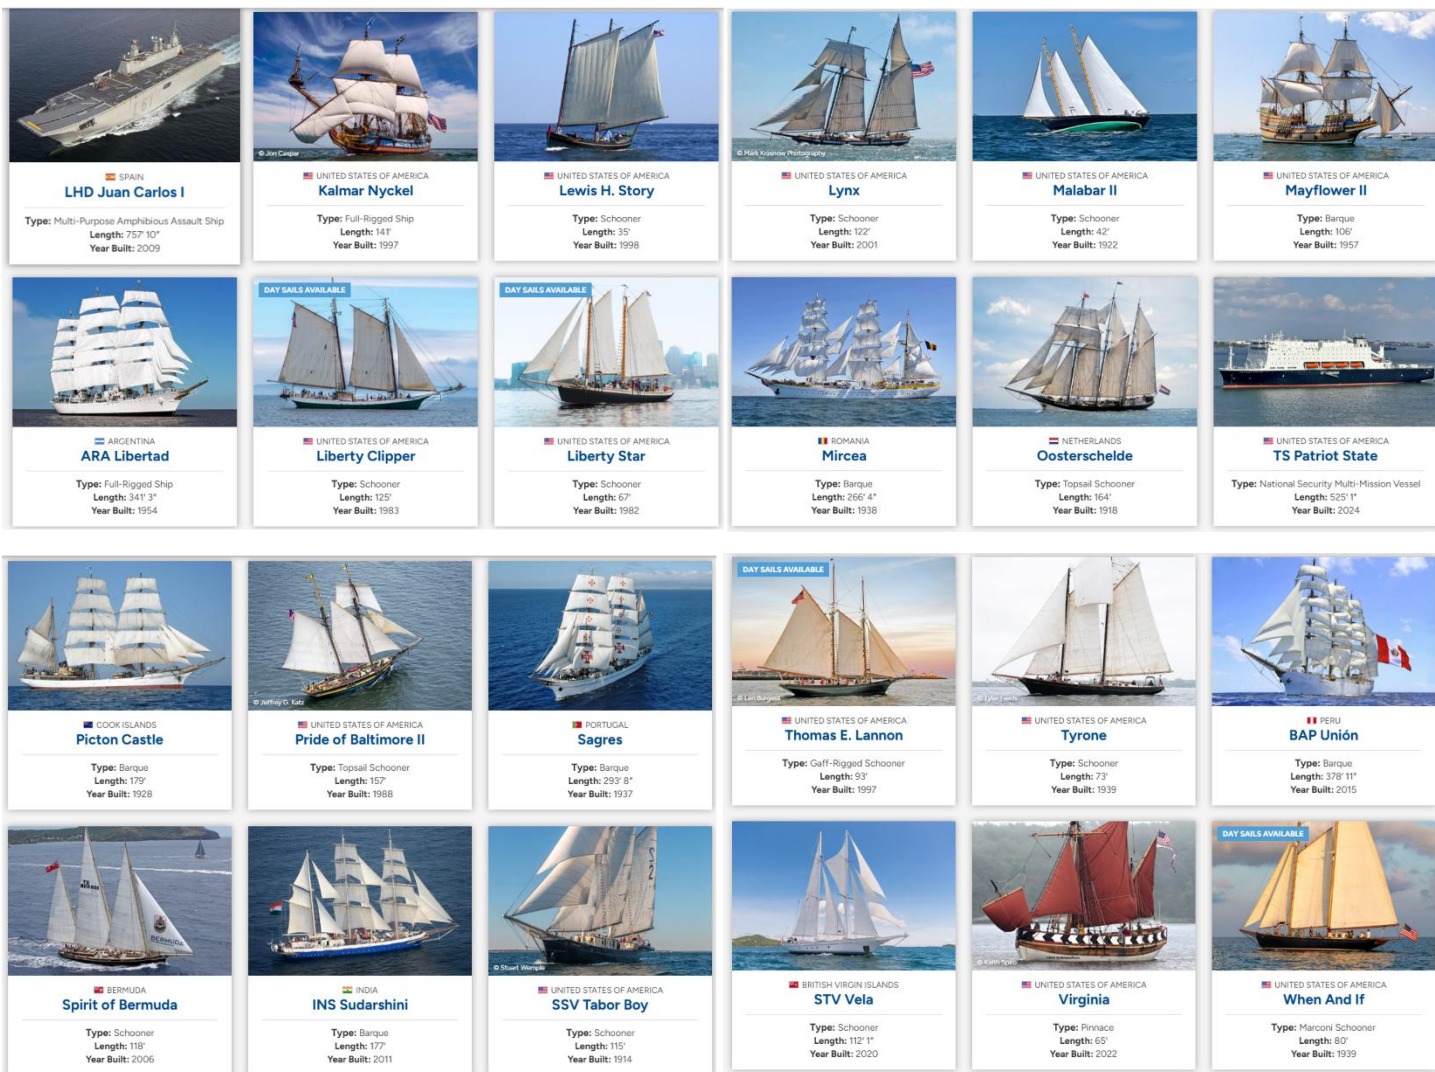 © Jon Caspar
© Mark Krasnow Photography
SPAIN
LHD Juan Carlos I
Type: Multi-Purpose Amphibious Assault Ship
Length: 757' 10"
Year Built: 2009
UNITED STATES OF AMERICA
Kalmar Nyckel
Type: Full-Rigged Ship
Length: 141'
Year Built: 1997
UNITED STATES OF AMERICA
Lewis H. Story
Type: Schooner
Length: 35'
Year Built: 1998
UNITED STATES OF AMERICA
Lynx
Type: Schooner
Length: 122'
Year Built: 2001
UNITED STATES OF AMERICA
Malabar II
Type: Schooner
Length: 42'
Year Built: 1922
UNITED STATES OF AMERICA
Mayflower II
Type: Barque
Length: 106'
Year Built: 1957
ARGENTINA
ARA Libertad
Type: Full-Rigged Ship
Length: 341' 3"
Year Built: 1954
DAY SAILS AVAILABLE
UNITED STATES OF AMERICA
Liberty Clipper
Type: Schooner
Length: 125'
Year Built: 1983
DAY SAILS AVAILABLE
UNITED STATES OF AMERICA
Liberty Star
Type: Schooner
Length: 67'
Year Built: 1982
ROMANIA
Mircea
Type: Barque
Length: 266' 4"
Year Built: 1938
NETHERLANDS
Oosterschelde
Type: Topsail Schooner
Length: 164'
Year Built: 1918
UNITED STATES OF AMERICA
TS Patriot State
Type: National Security Multi-Mission Vessel
Length: 525' 1"
Year Built: 2024
COOK ISLANDS
Picton Castle
Type: Barque
Length: 179'
Year Built: 1928
© Jeffrey G. Katz
UNITED STATES OF AMERICA
Pride of Baltimore II
Type: Topsail Schooner
Length: 157'
Year Built: 1988
PORTUGAL
Sagres
Type: Barque
Length: 293' 8"
Year Built: 1937
DAY SAILS AVAILABLE
© Len Burgess
UNITED STATES OF AMERICA
Thomas E. Lannon
Type: Gaff-Rigged Schooner
Length: 93'
Year Built: 1997
© Tyler Fields
UNITED STATES OF AMERICA
Tyrone
Type: Schooner
Length: 73'
Year Built: 1939
PERU
BAP Unión
Type: Barque
Length: 378' 11"
Year Built: 2015
BERMUDA
BERMUDA
Spirit of Bermuda
Type: Schooner
Length: 118'
Year Built: 2006
INDIA
INS Sudarshini
Type: Barque
Length: 177'
Year Built: 2011
© Stuart Wemple
UNITED STATES OF AMERICA
SSV Tabor Boy
Type: Schooner
Length: 115'
Year Built: 1914
BRITISH VIRGIN ISLANDS
STV Vela
Type: Schooner
Length: 112' 1"
Year Built: 2020
© Keith Spiro
UNITED STATES OF AMERICA
Virginia
Type: Pinnace
Length: 65'
Year Built: 2022
DAY SAILS AVAILABLE
UNITED STATES OF AMERICA
When And If
Type: Marconi Schooner
Length: 80'
Year Built: 1939